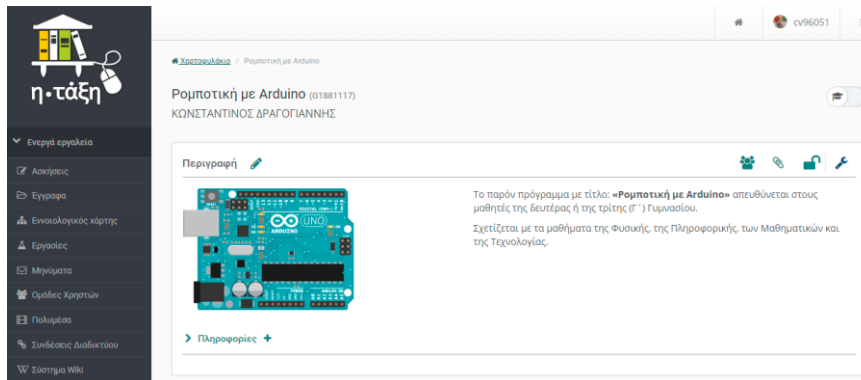 η•τάξη
cv96051
Χαρτοφυλάκιο / Ρομποτική με Arduino
Ρομποτική με Arduino (G1881117)
ΚΩΝΣΤΑΝΤΙΝΟΣ ΔΡΑΓΟΓΙΑΝΝΗΣ
Ενεργά εργαλεία
Ασκήσεις
Έγγραφα
Εννοιολογικός χάρτης
Εργασίες
Μηνύματα
Ομάδες Χρηστών
Πολυμέσα
Συνδέσεις Διαδικτύου
Σύστημα Wiki
Περιγραφή
UNO
ARDUINO
Το παρόν πρόγραμμα με τίτλο: «Ρομποτική με Arduino» απευθύνεται στους
μαθητές της δευτέρας ή της τρίτης (Γ΄) Γυμνασίου.
Σχετίζεται με τα μαθήματα της Φυσικής, της Πληροφορικής, των Μαθηματικών και
της Τεχνολογίας.
Πληροφορίες +